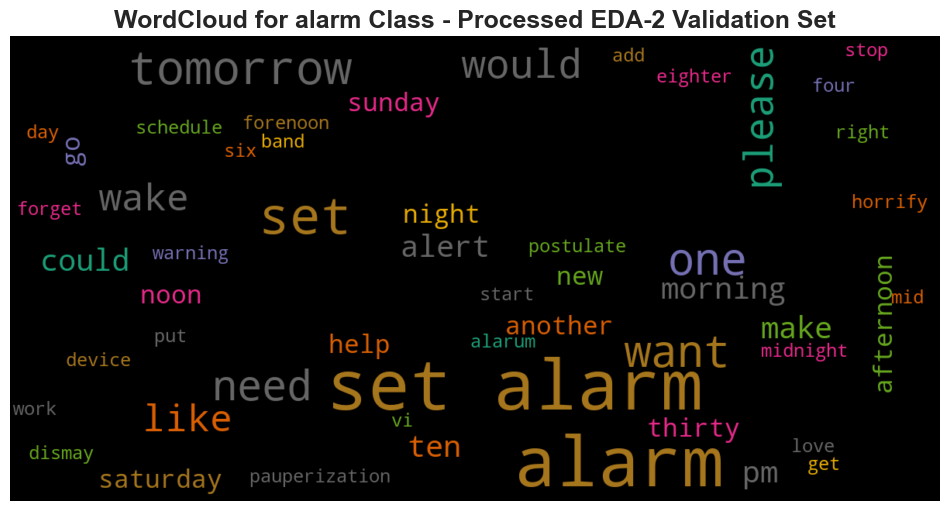 WordCloud for alarm Class - Processed EDA-2 Validation Set
tomorrow
would
add
stop
eighter
please
four
sunday
day
go
schedule
forenoon
band
six
right
forget
wake
set
night
horrify
could
warning
alert
postulate
one
new
morning
afternoon
mid
noon
start
put
help
another
alarum
make
midnight
want
device
need
set alarm
work
like
vi
ten
thirty
love
get
dismay
saturday
pauperization
alarm
pm